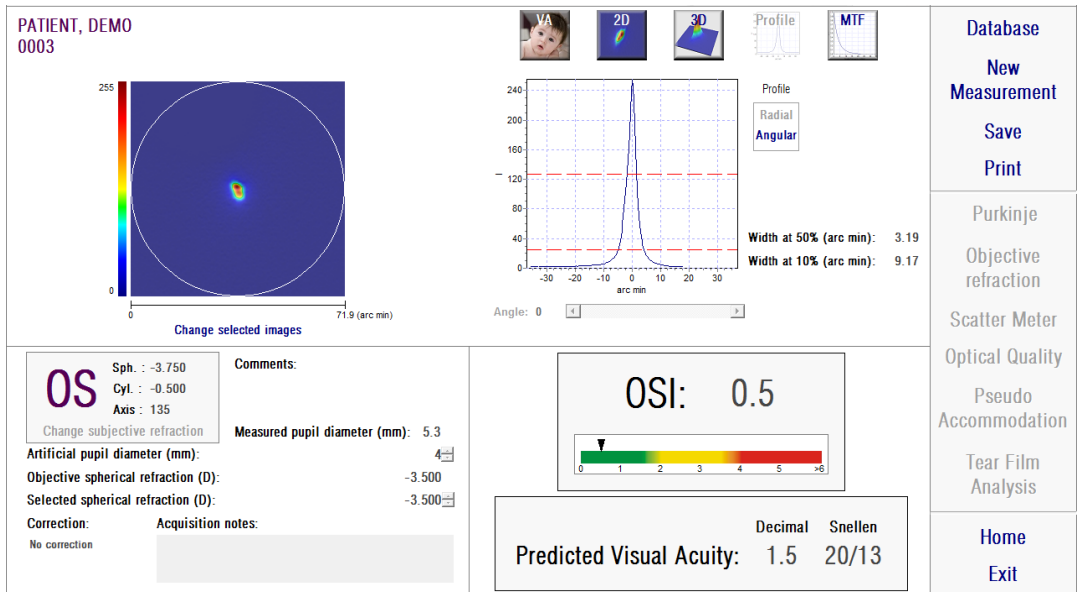 PATIENT, DEMO
0003
VA
2D
3D
Profile
MTF
255
0
0
71.9 (arc min)
Change selected images
240
200
160
120
80
40
0
I
-30 -20 -10 0 10 20 30
arc min
Profile
Radial
Angular
Width at 50% (arc min): 3.19
Width at 10% (arc min): 9.17
Angle: 0
OS
Sph. : -3.750
Cyl. : -0.500
Axis : 135
Change subjective refraction
Comments:
Measured pupil diameter (mm): 5.3
Artificial pupil diameter (mm): 4
Objective spherical refraction (D): -3.500
Selected spherical refraction (D): -3.500
Correction:
No correction
Acquisition notes:
OSI: 0.5
0 1 2 3 4 5 >6
Decimal Snellen
Predicted Visual Acuity: 1.5 20/13
Database
New
Measurement
Save
Print
Purkinje
Objective
refraction
Scatter Meter
Optical Quality
Pseudo
Accommodation
Tear Film
Analysis
Home
Exit